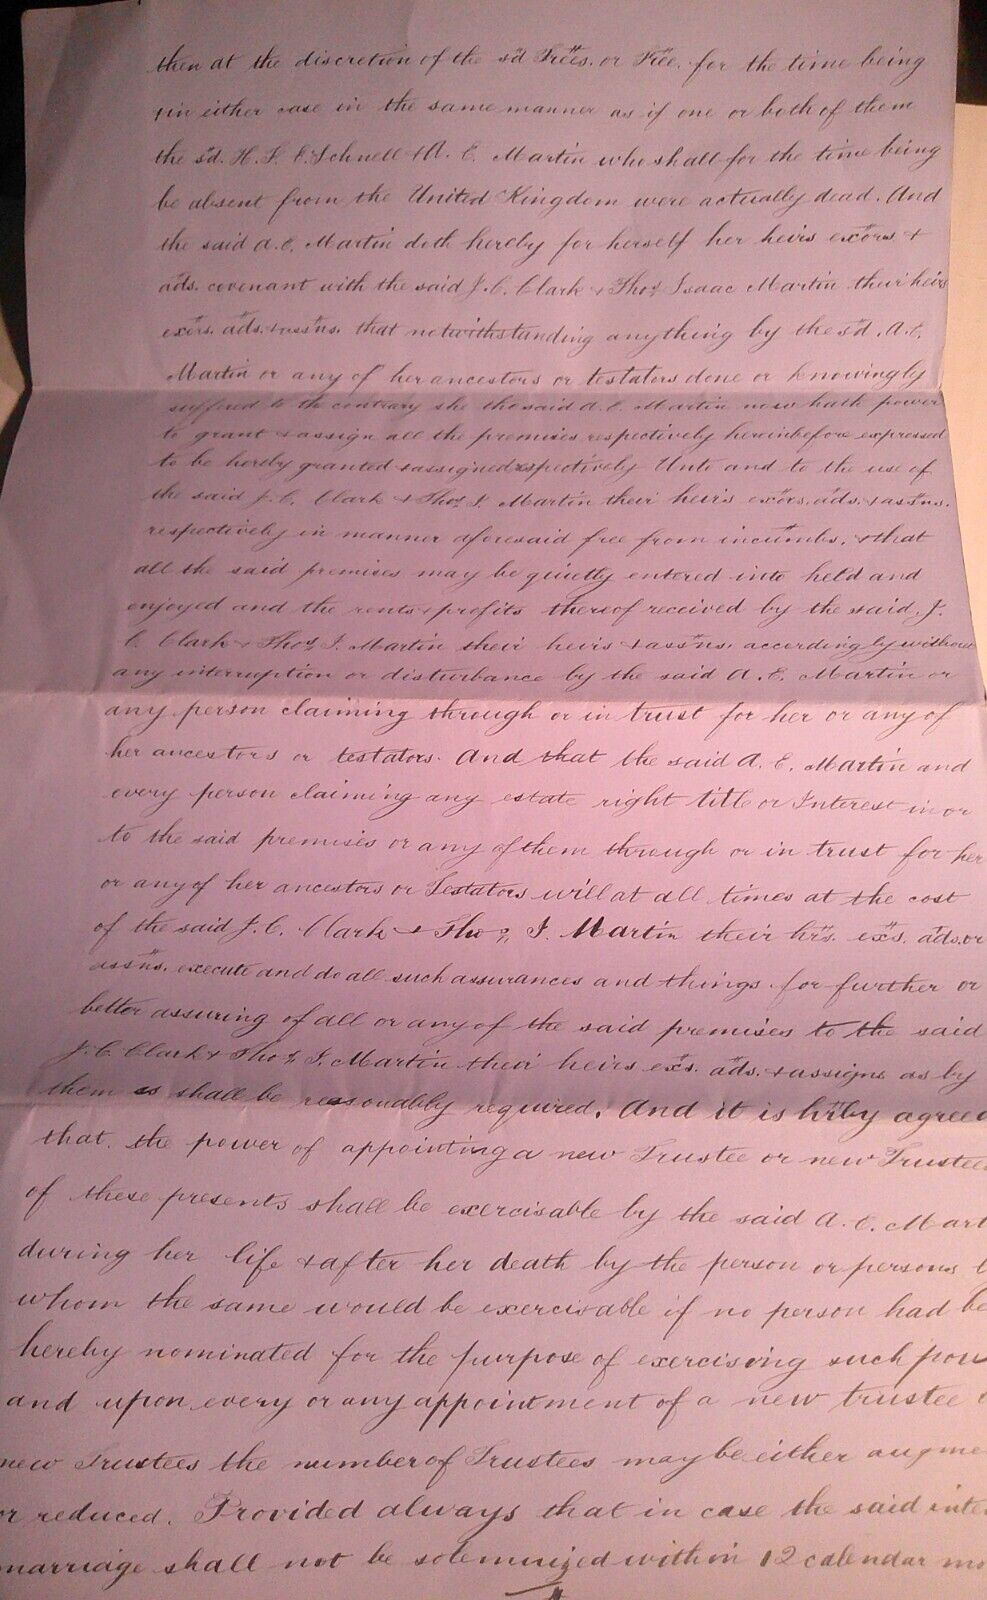 then at the discretion of the sd Trees. or Tree. for the time being
+ in either case in the same manner as if one or both of them
the sd. H. F. E. Schnell + A. E. Martin who shall for the time being
be absent from the United Kingdom were actually dead. And
the said A. E. Martin doth hereby for herself her heirs exors +
ads. covenant with the said J. C. Clark + Thos. Isaac Martin their heirs
exrs. ads. + assns. that notwithstanding anything by the sd. A. E.
Martin or any of her ancestors or testators done or knowingly
suffered to the contrary she the said A. E. Martin now hath power
to grant + assign all the premises respectively hereinbefore expressed
to be hereby granted + assigned respectively Unto and to the use of
the said J. C. Clark + Thos. I. Martin their heirs exors. ads. + assns.
respectively in manner aforesaid free from incumbs. + that
all the said premises may be quietly entered into held and
enjoyed and the rents + profits thereof received by the said J.
C. Clark + Thos. I. Martin their heirs + assns. accordingly without
any interruption or disturbance by the said A. E. Martin or
any person claiming through or in trust for her or any of
her ancestors or testators. And that the said A. E. Martin and
every person claiming any estate right title or Interest in or
to the said premises or any of them through or in trust for her
or any of her ancestors or Testators will at all times at the cost
of the said J. C. Clark + Thos. I. Martin their hrs. exs. ads. or
assns. execute and do all such assurances and things for further or
better assuring of all or any of the said premises to the said
J. C. Clark + Thos. I. Martin their heirs exs. ads. + assigns as by
them as shall be reasonably required. And it is hrby agreed
that the power of appointing a new Trustee or new Trustees
of these presents shall be exercisable by the said A. E. Mart
during her life + after her death by the person or persons b
whom the same would be exercisable if no person had be
hereby nominated for the purpose of exercising such pow
and upon every or any appointment of a new trustee o
new Trustees the number of Trustees may be either augme
or reduced. Provided always that in case the said inte
marriage shall not be solemnized within 12 calendar mo